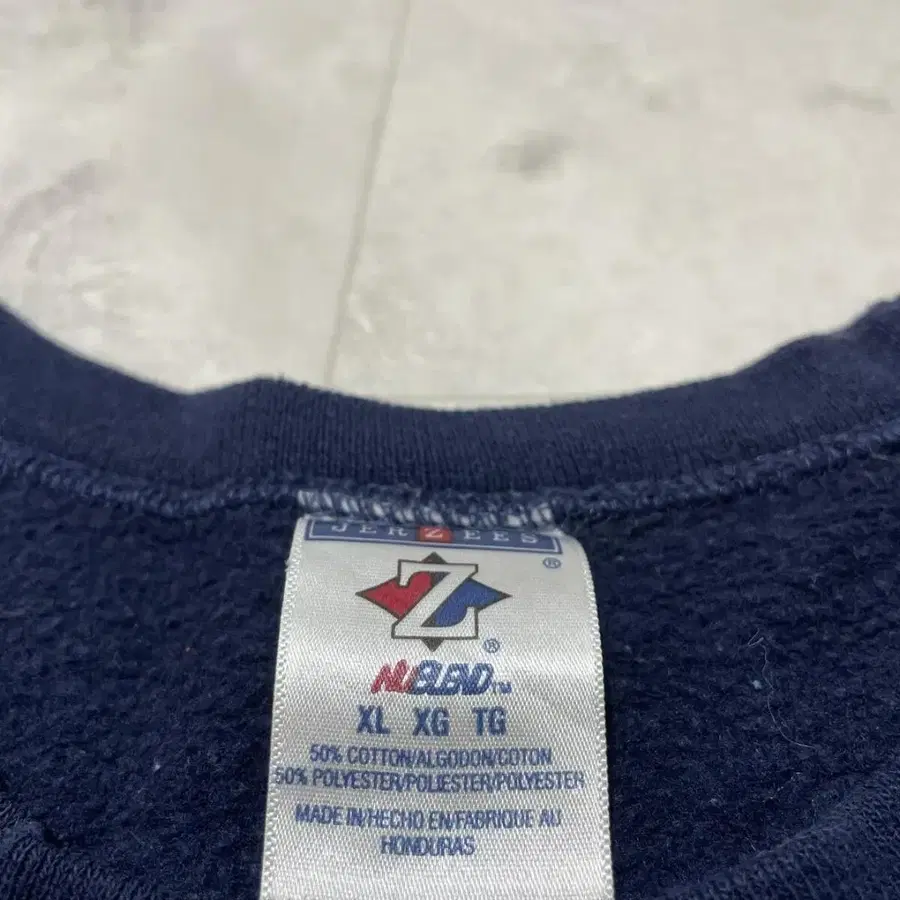 JERZEES
®
Z
®
NUBLEND™
XL XG TG
50% COTTON/ALGODON/COTON
50% POLYESTER/POLIESTER/POLYESTER
MADE IN/HECHO EN/FABRIQUE AU
HONDURAS